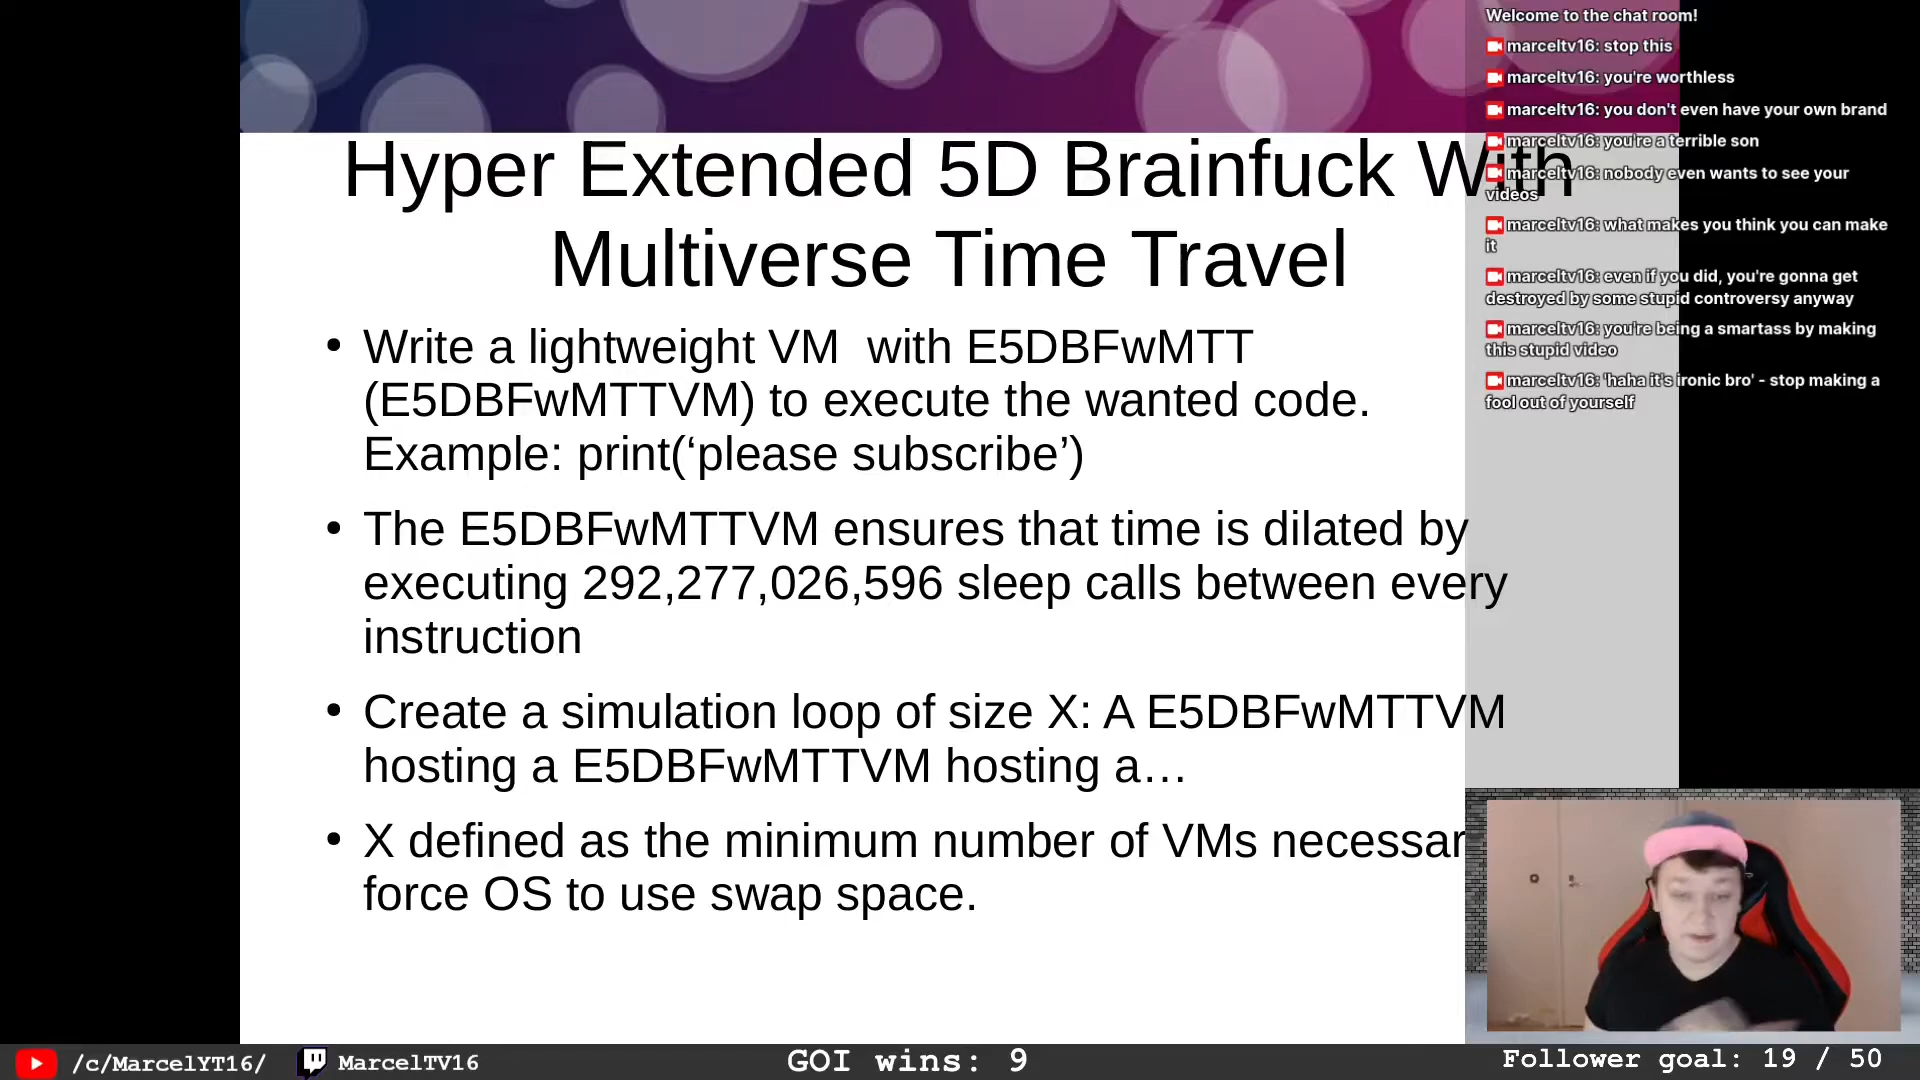 Hyper Extended 5D Brainfuck With
Multiverse Time Travel
• Write a lightweight VM  with E5DBFwMTT
(E5DBFwMTTVM) to execute the wanted code.
Example: print(‘please subscribe’)
• The E5DBFwMTTVM ensures that time is dilated by
executing 292,277,026,596 sleep calls between every
instruction
• Create a simulation loop of size X: A E5DBFwMTTVM
hosting a E5DBFwMTTVM hosting a…
• X defined as the minimum number of VMs necessar
force OS to use swap space.
Welcome to the chat room!
marceltv16: stop this
marceltv16: you're worthless
marceltv16: you don't even have your own brand
marceltv16: you're a terrible son
marceltv16: nobody even wants to see your
videos
marceltv16: what makes you think you can make
it
marceltv16: even if you did, you're gonna get
destroyed by some stupid controversy anyway
marceltv16: you're being a smartass by making
this stupid video
marceltv16: 'haha it's ironic bro' - stop making a
fool out of yourself
/c/MarcelYT16/
MarcelTV16
GOI wins: 9
Follower goal: 19 / 50